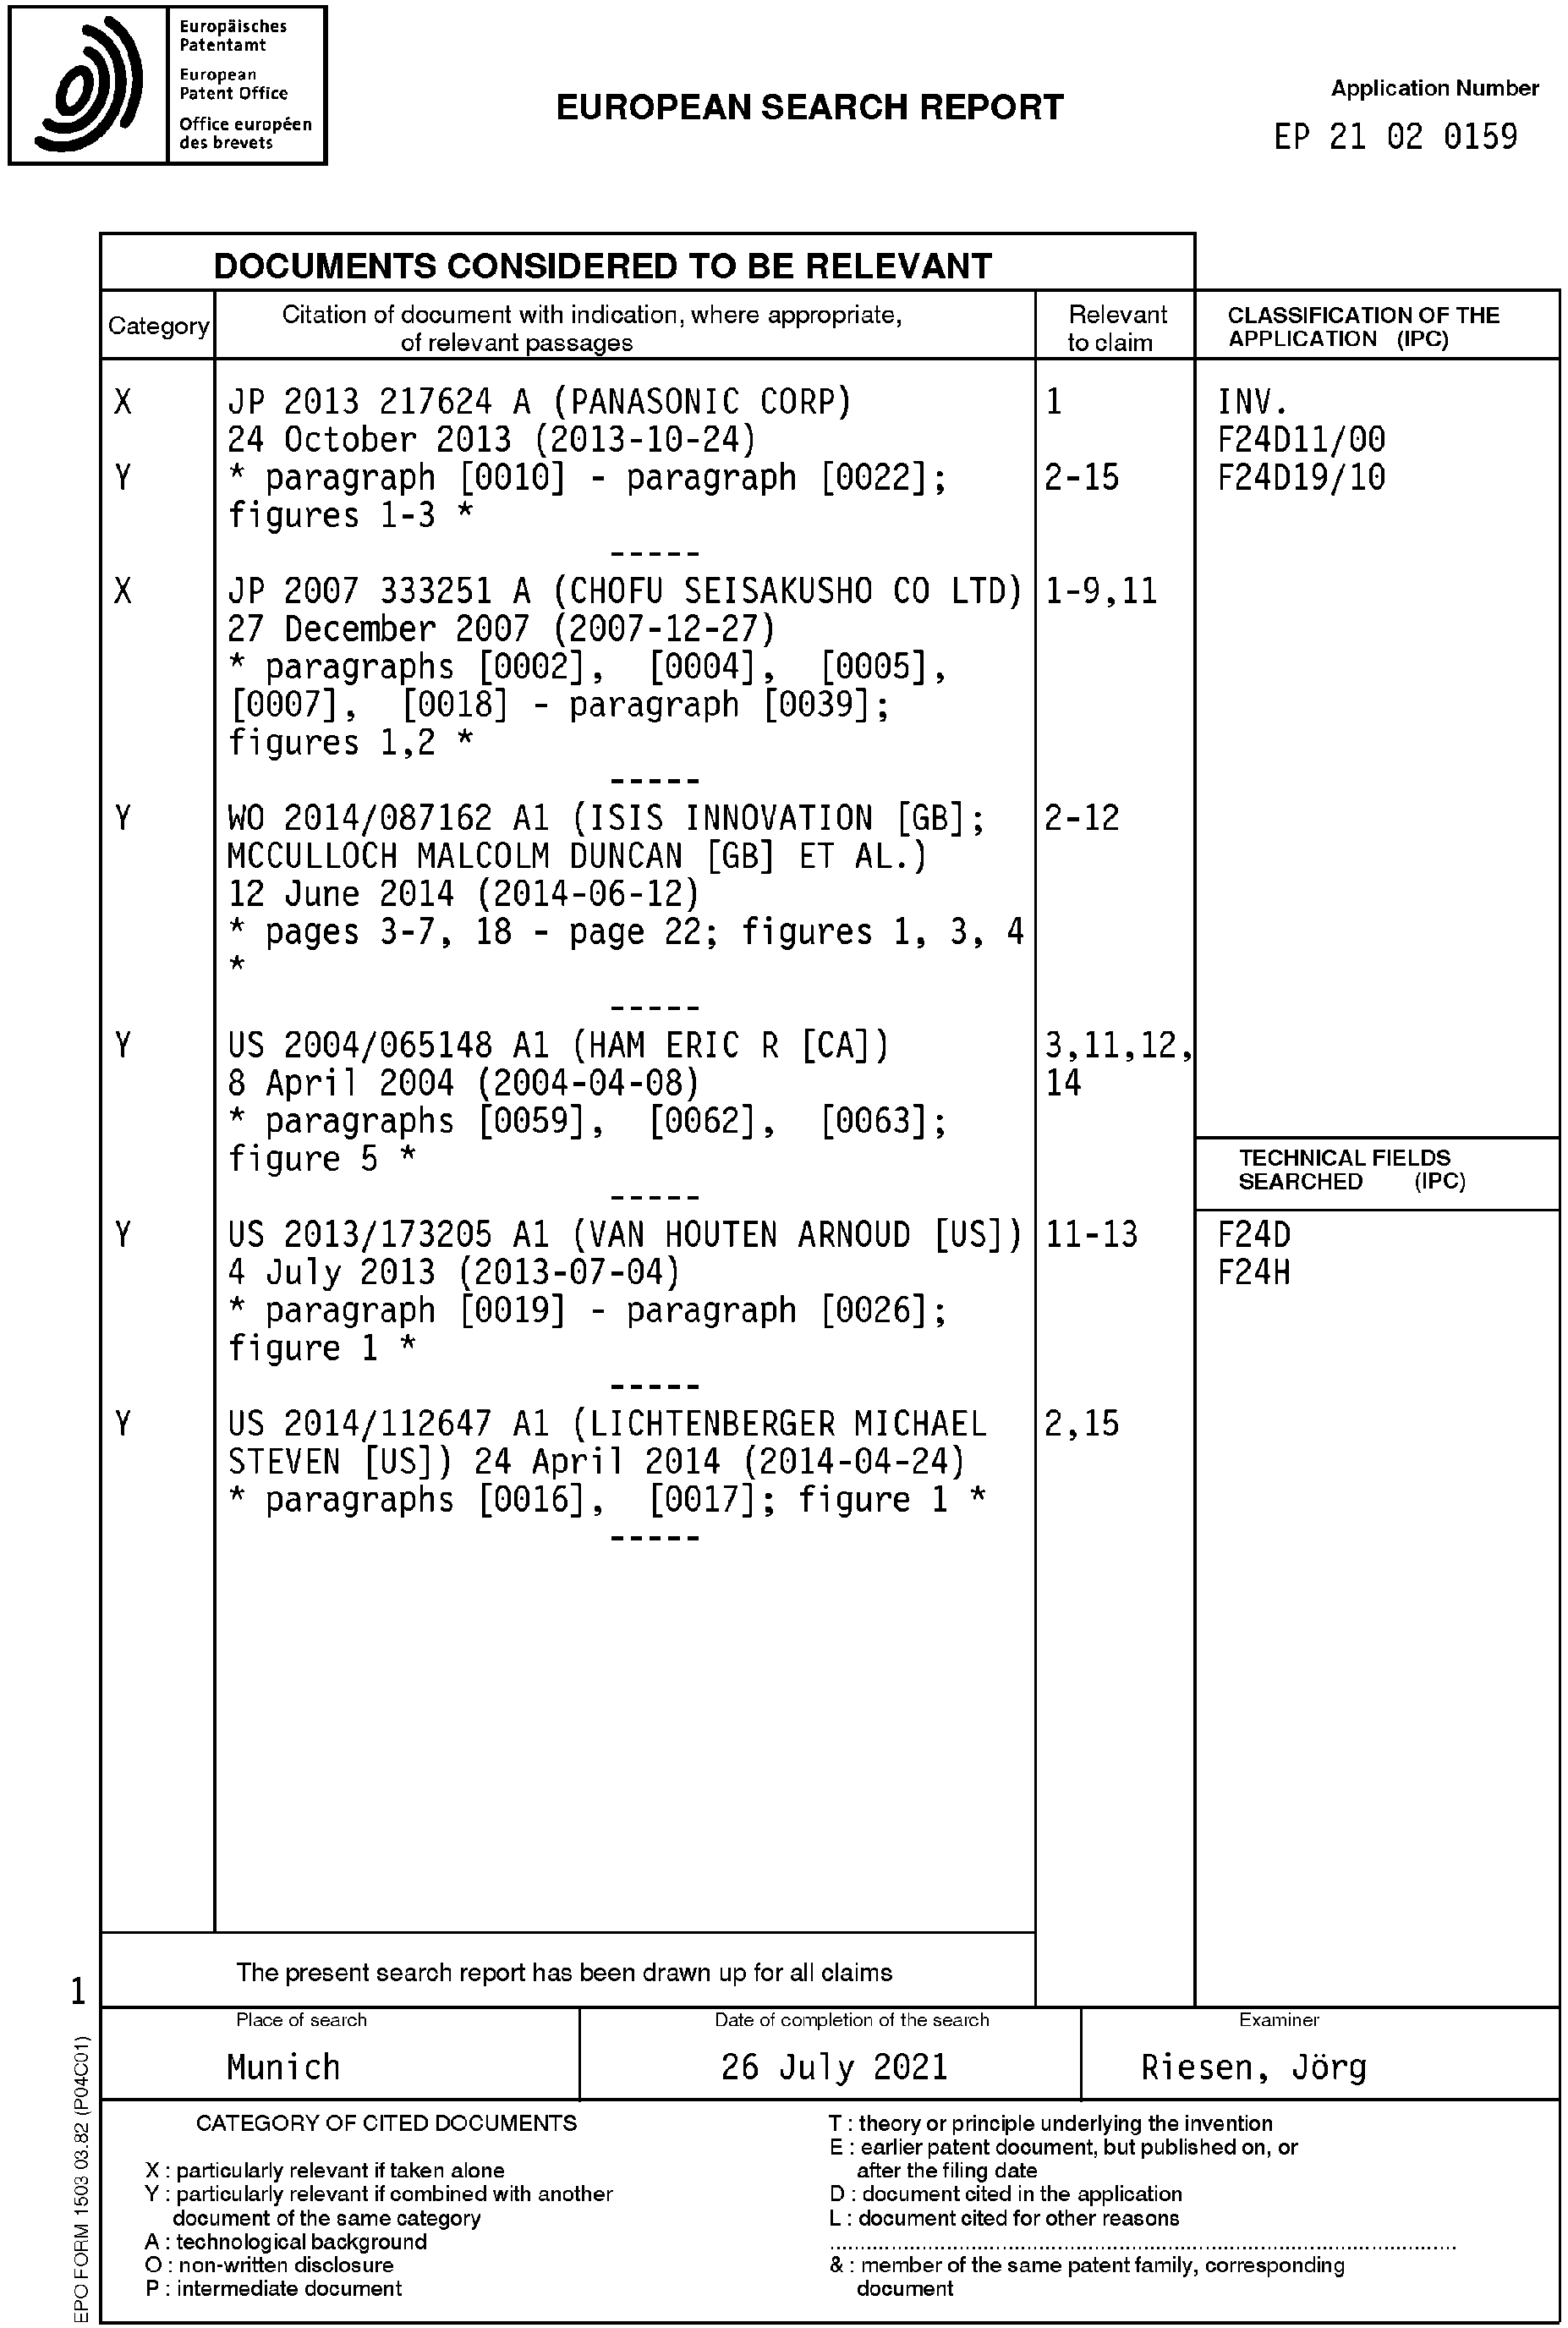 Europäisches
Patentamt
European
Patent Office
Office européen
des brevets
EUROPEAN SEARCH REPORT
Application Number
EP 21 02 0159
DOCUMENTS CONSIDERED TO BE RELEVANT
Category
Citation of document with indication, where appropriate,
of relevant passages
Relevant
to claim
CLASSIFICATION OF THE
APPLICATION (IPC)
X JP 2013 217624 A (PANASONIC CORP) 1 INV.
24 October 2013 (2013-10-24) F24D11/00
Y * paragraph [0010] - paragraph [0022]; 2-15 F24D19/10
figures 1-3 *
-----
X JP 2007 333251 A (CHOFU SEISAKUSHO CO LTD) 1-9,11
27 December 2007 (2007-12-27)
* paragraphs [0002], [0004], [0005],
[0007], [0018] - paragraph [0039];
figures 1,2 *
-----
Y WO 2014/087162 A1 (ISIS INNOVATION [GB]; 2-12
MCCULLOCH MALCOLM DUNCAN [GB] ET AL.)
12 June 2014 (2014-06-12)
* pages 3-7, 18 - page 22; figures 1, 3, 4
*
-----
Y US 2004/065148 A1 (HAM ERIC R [CA]) 3,11,12,
8 April 2004 (2004-04-08) 14
* paragraphs [0059], [0062], [0063];
figure 5 *
-----
TECHNICAL FIELDS
SEARCHED (IPC)
Y US 2013/173205 A1 (VAN HOUTEN ARNOUD [US]) 11-13 F24D
4 July 2013 (2013-07-04) F24H
* paragraph [0019] - paragraph [0026];
figure 1 *
-----
Y US 2014/112647 A1 (LICHTENBERGER MICHAEL 2,15
STEVEN [US]) 24 April 2014 (2014-04-24)
* paragraphs [0016], [0017]; figure 1 *
-----
The present search report has been drawn up for all claims
1
Place of search
Date of completion of the search
Examiner
Munich
26 July 2021
Riesen, Jörg
CATEGORY OF CITED DOCUMENTS
X : particularly relevant if taken alone
Y : particularly relevant if combined with another
document of the same category
A : technological background
O : non-written disclosure
P : intermediate document
T : theory or principle underlying the invention
E : earlier patent document, but published on, or
after the filing date
D : document cited in the application
L : document cited for other reasons
& : member of the same patent family, corresponding
document
EPO FORM 1503 03.82 (P04C01)